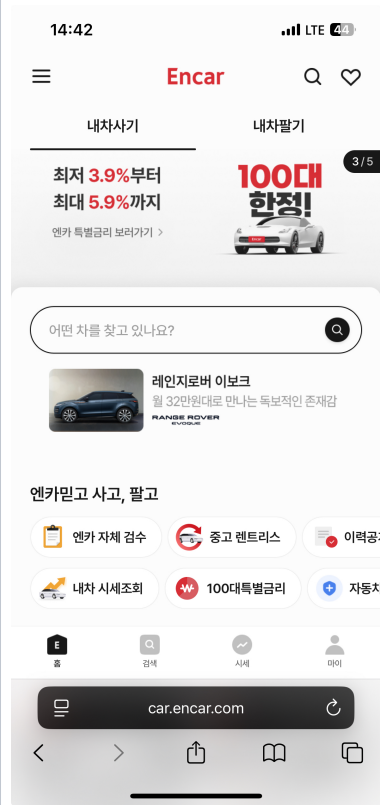 14:42
LTE 44
Encar
내차사기
내차팔기
최저 3.9%부터
최대 5.9%까지
엔카 특별금리 보러가기 >
100대
한정!
Encar
3/5
어떤 차를 찾고 있나요?
레인지로버 이보크
월 32만원대로 만나는 독보적인 존재감
RANGE ROVER
EVOQUE
엔카믿고 사고, 팔고
엔카 자체 검수
중고 렌트리스
이력공
내차 시세조회
100대특별금리
자동차
E
홈
검색
시세
마이
car.encar.com